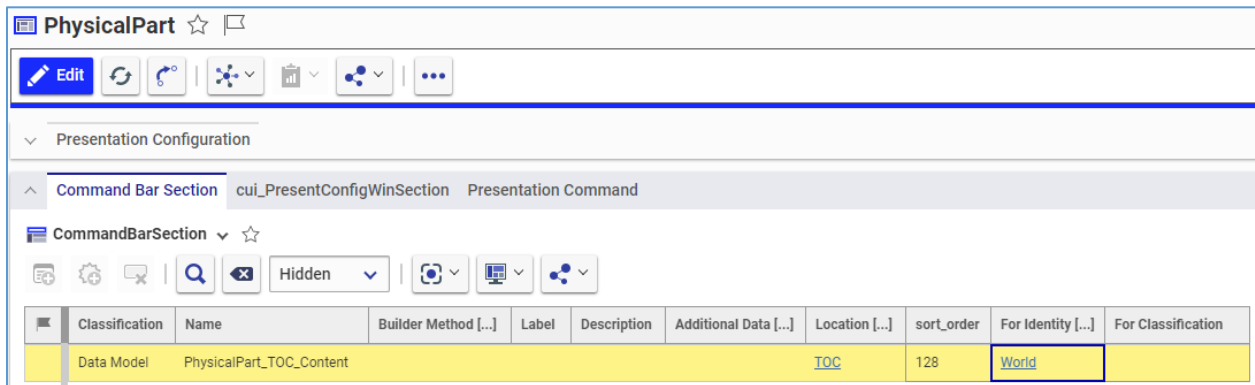 PhysicalPart
Edit
Presentation Configuration
Command Bar Section cui_PresentConfigWinSection Presentation Command
CommandBarSection
Hidden
Classification Name Builder Method [...] Label Description Additional Data [...] Location [...] sort_order For Identity [...] For Classification
Data Model PhysicalPart_TOC_Content TOC 128 World